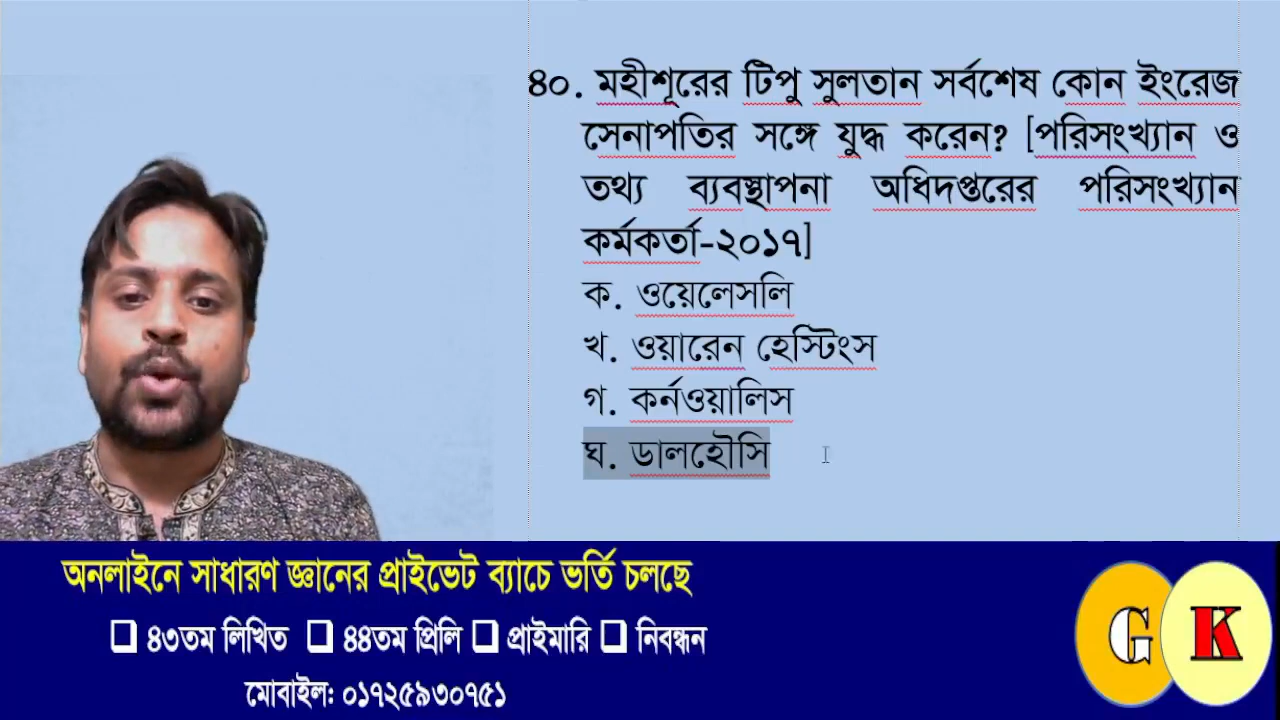 ৪০. মহীশূরের টিপু সুলতান সর্বশেষ কোন ইংরেজ
সেনাপতির সঙ্গে যুদ্ধ করেন? [পরিসংখ্যান ও
তথ্য ব্যবস্থাপনা অধিদপ্তরের পরিসংখ্যান
কর্মকর্তা-২০১৭]
ক. ওয়েলেসলি
খ. ওয়ারেন হেস্টিংস
গ. কর্নওয়ালিস
ঘ. ডালহৌসি
অনলাইনে সাধারণ জ্ঞানের প্রাইভেট ব্যাচে ভর্তি চলছে
❑ ৪৩তম লিখিত ❑ ৪৪তম প্রিলি ❑ প্রাইমারি ❑ নিবন্ধন
মোবাইল: ০১৭২৫৯৩০৭৫১
G K